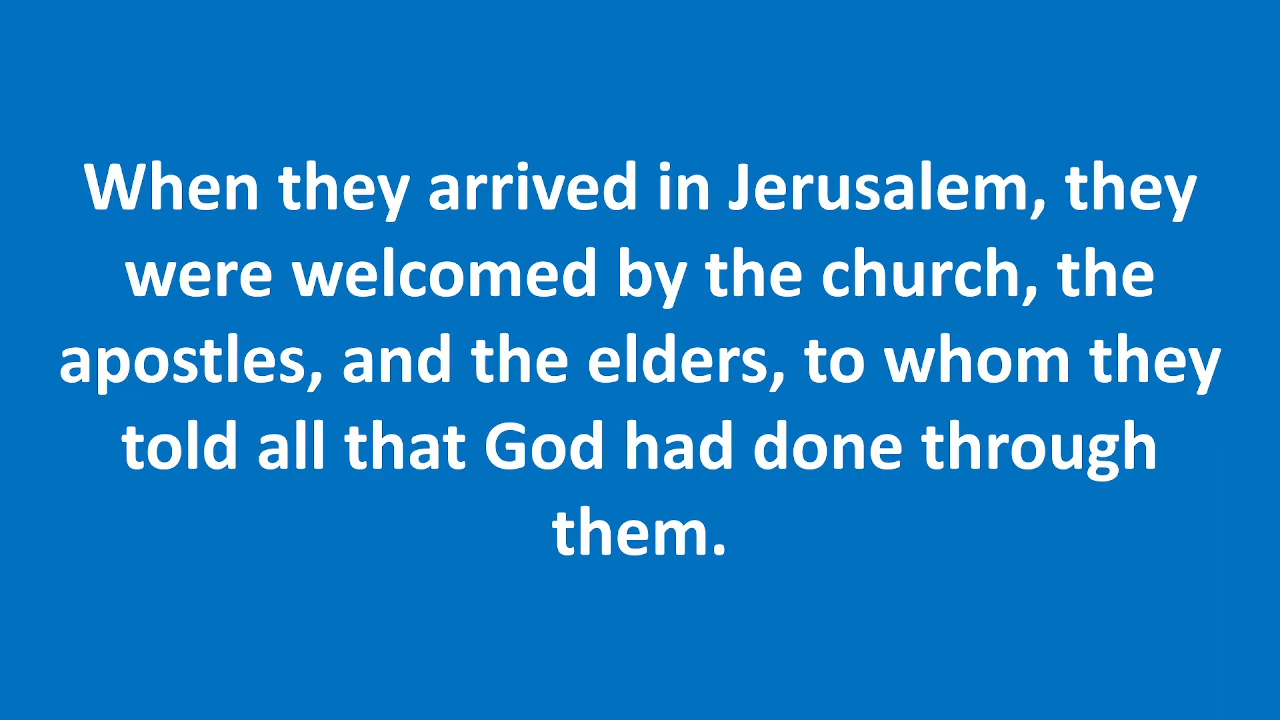 When they arrived in Jerusalem, they
were welcomed by the church, the
apostles, and the elders, to whom they
told all that God had done through
them.